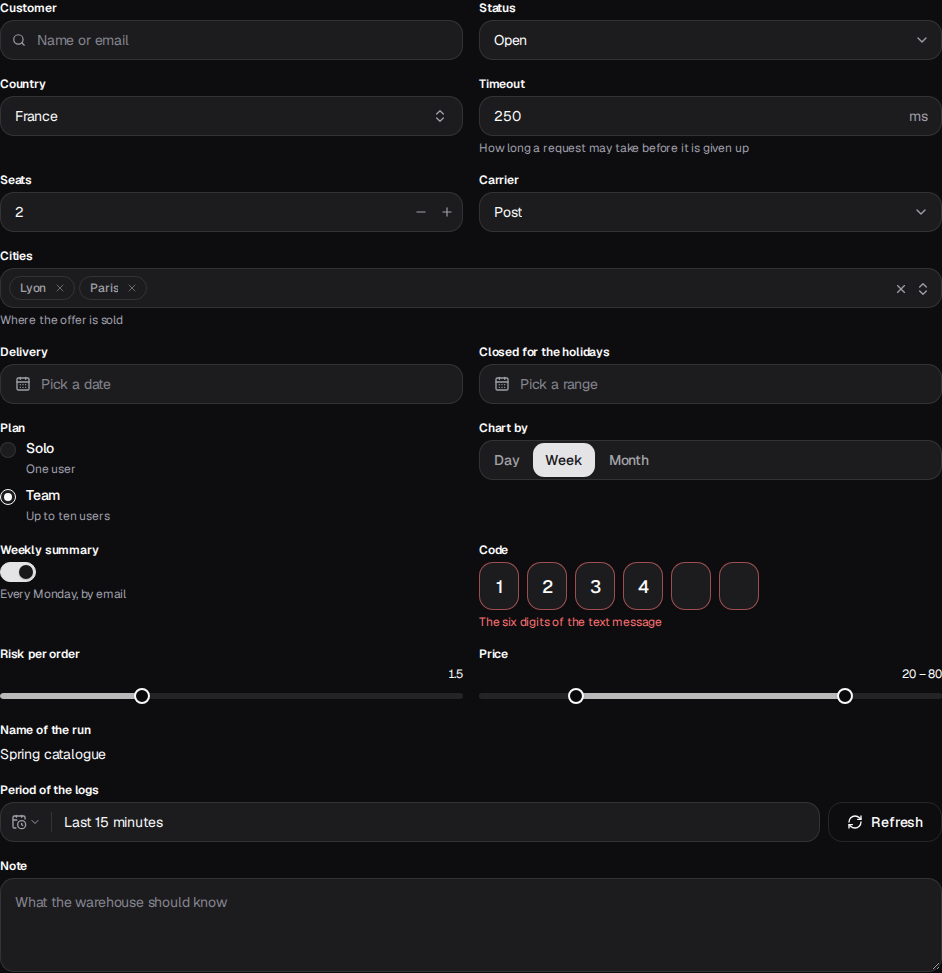 Customer
Status
Name or email
Open
Country
Timeout
France
250 ms
How long a request may take before it is given up
Seats
Carrier
2
Post
Cities
Lyon Paris
Where the offer is sold
Delivery
Closed for the holidays
Pick a date
Pick a range
Plan
Chart by
Solo
One user
Day Week Month
Team
Up to ten users
Weekly summary
Code
1 2 3 4
Every Monday, by email
The six digits of the text message
Risk per order
Price
1.5
20 – 80
Name of the run
Spring catalogue
Period of the logs
Last 15 minutes
Refresh
Note
What the warehouse should know